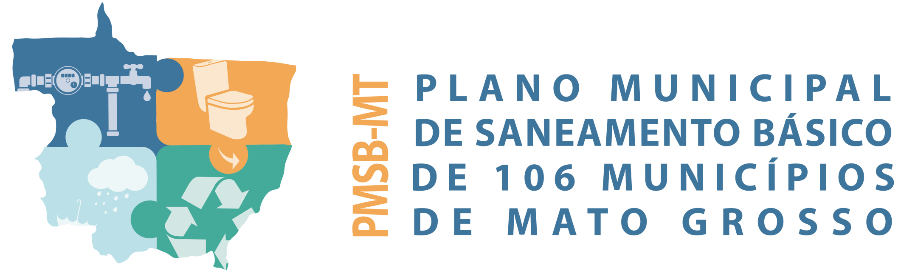 PMSB-MT
PLANO MUNICIPAL
DE SANEAMENTO BÁSICO
DE 106 MUNICÍPIOS
DE MATO GROSSO